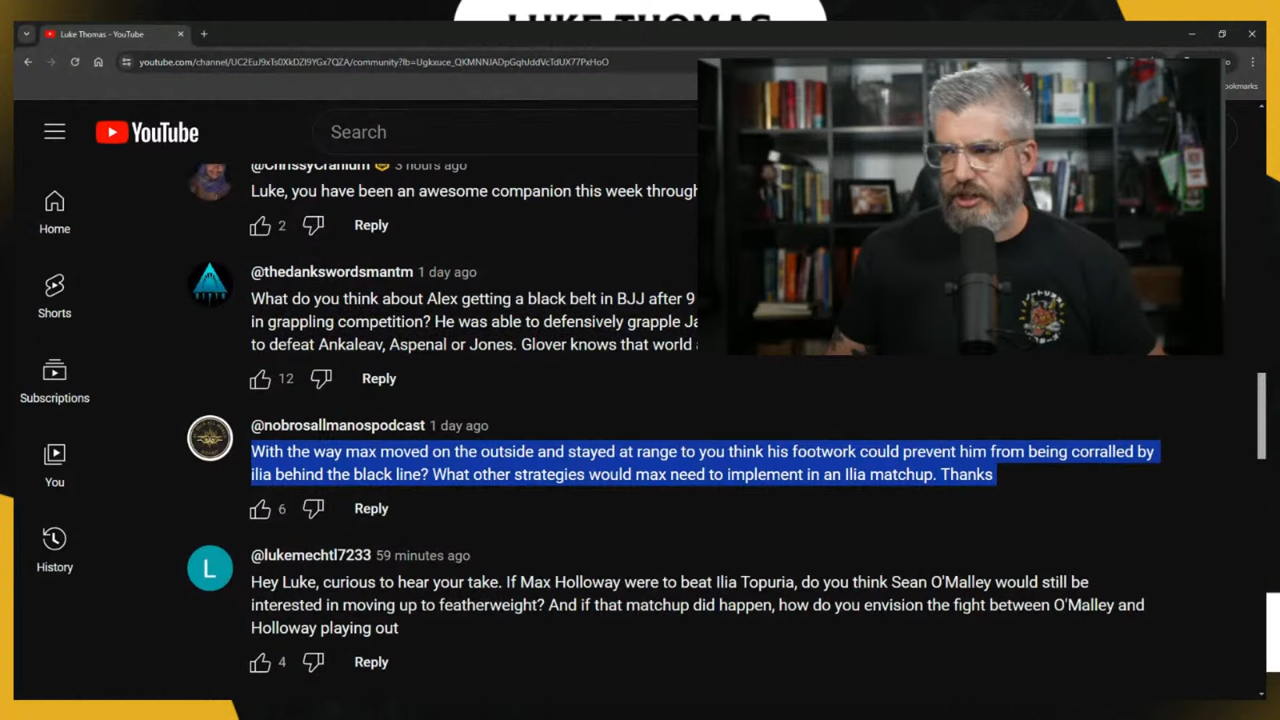 LUKE THOMAS
Luke Thomas - YouTube
youtube.com/channel/UC2EuJ9xTs0XkDZI9YGx7QZA/community?lb=Ugkxuce_QKMNNJADpGqhJddVcTdUX77PxHoO
ookmarks
YouTube
Search
@ChrissyCranium 3 hours ago
Luke, you have been an awesome companion this week through
2 Reply
Home
@thedankswordsmantm 1 day ago
What do you think about Alex getting a black belt in BJJ after 9
in grappling competition? He was able to defensively grapple Ja
to defeat Ankaleav, Aspenal or Jones. Glover knows that world
12 Reply
Shorts
Subscriptions
@nobrosallmanospodcast 1 day ago
With the way max moved on the outside and stayed at range to you think his footwork could prevent him from being corralled by
ilia behind the black line? What other strategies would max need to implement in an Ilia matchup. Thanks
6 Reply
You
History
L
@lukemechtl7233 59 minutes ago
Hey Luke, curious to hear your take. If Max Holloway were to beat Ilia Topuria, do you think Sean O'Malley would still be
interested in moving up to featherweight? And if that matchup did happen, how do you envision the fight between O'Malley and
Holloway playing out
4 Reply